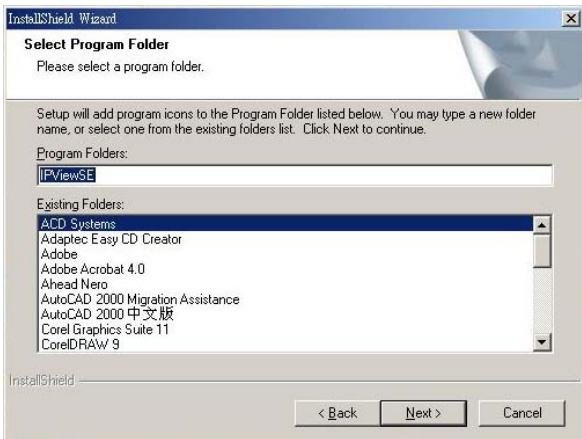 InstallShield Wizard
Select Program Folder
Please select a program folder.
Setup will add program icons to the Program Folder listed below. You may type a new folder
name, or select one from the existing folders list. Click Next to continue.
Program Folders:
IPViewSE
Existing Folders:
ACD Systems
Adaptec Easy CD Creator
Adobe
Adobe Acrobat 4.0
Ahead Nero
AutoCAD 2000 Migration Assistance
AutoCAD 2000 中文版
Corel Graphics Suite 11
CorelDRAW 9
InstallShield
< Back
Next >
Cancel